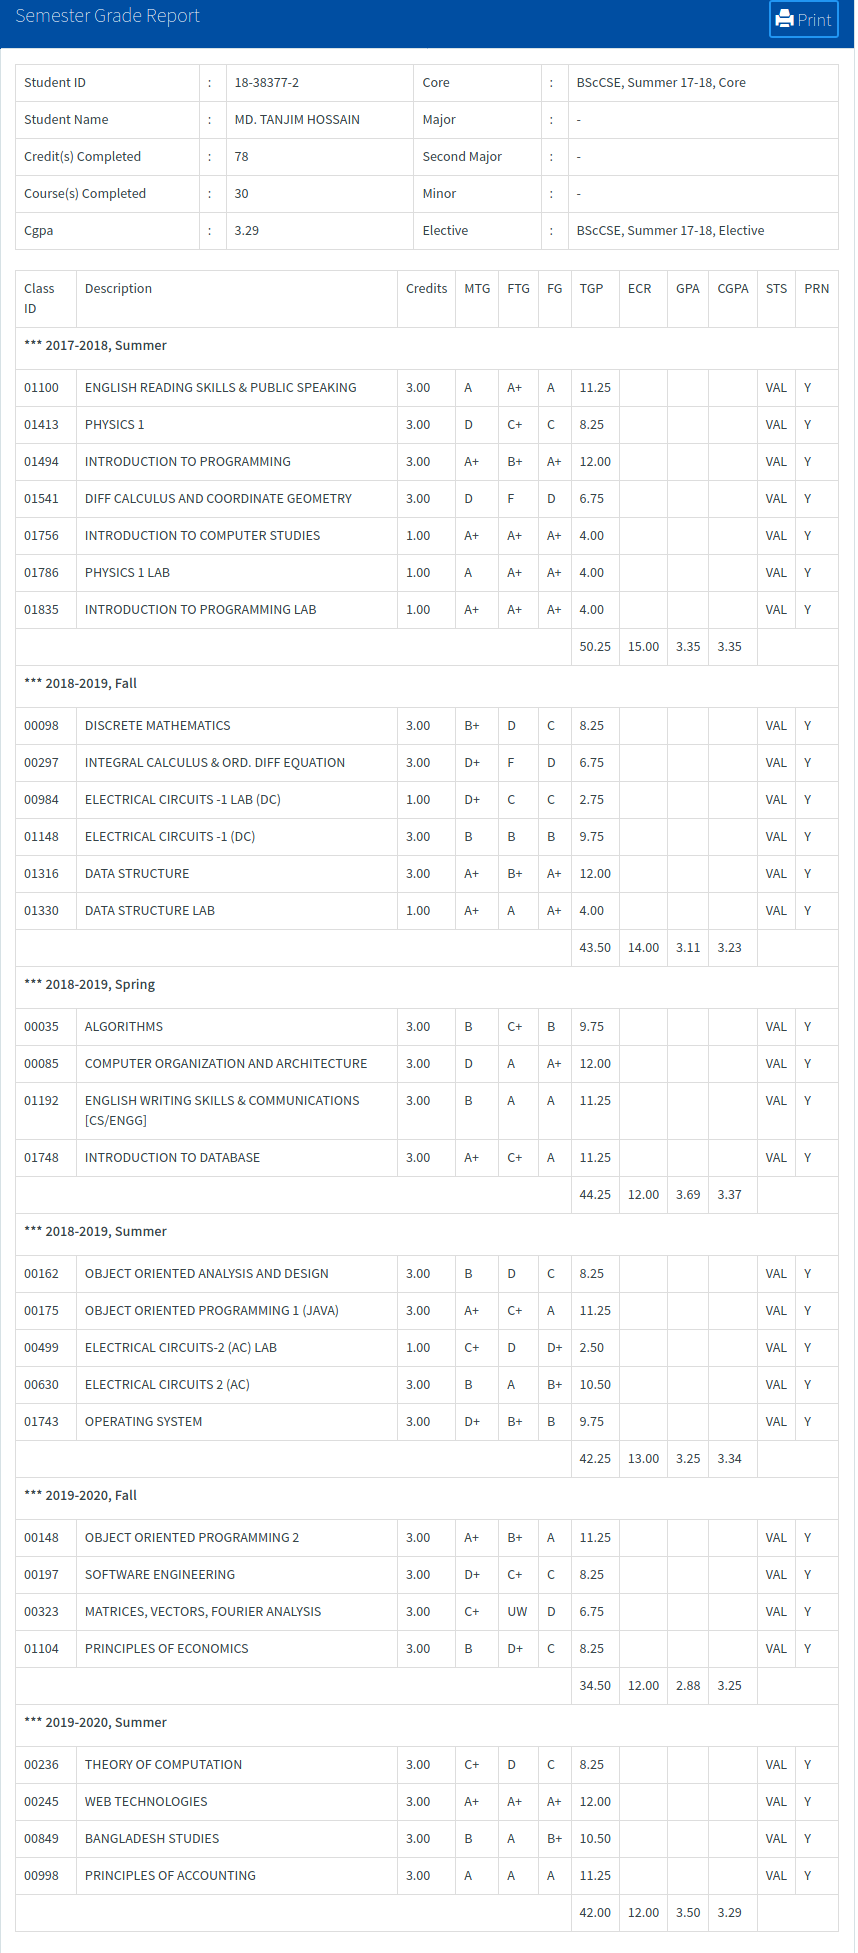 Semester Grade Report
Print
Student ID : 18-38377-2 Core : BScCSE, Summer 17-18, Core
Student Name : MD. TANJIM HOSSAIN Major : -
Credit(s) Completed : 78 Second Major : -
Course(s) Completed : 30 Minor : -
Cgpa : 3.29 Elective : BScCSE, Summer 17-18, Elective
Class ID Description Credits MTG FTG FG TGP ECR GPA CGPA STS PRN
*** 2017-2018, Summer
01100 ENGLISH READING SKILLS & PUBLIC SPEAKING 3.00 A A+ A 11.25 VAL Y
01413 PHYSICS 1 3.00 D C+ C 8.25 VAL Y
01494 INTRODUCTION TO PROGRAMMING 3.00 A+ B+ A+ 12.00 VAL Y
01541 DIFF CALCULUS AND COORDINATE GEOMETRY 3.00 D F D 6.75 VAL Y
01756 INTRODUCTION TO COMPUTER STUDIES 1.00 A+ A+ A+ 4.00 VAL Y
01786 PHYSICS 1 LAB 1.00 A A+ A+ 4.00 VAL Y
01835 INTRODUCTION TO PROGRAMMING LAB 1.00 A+ A+ A+ 4.00 VAL Y
50.25 15.00 3.35 3.35
*** 2018-2019, Fall
00098 DISCRETE MATHEMATICS 3.00 B+ D C 8.25 VAL Y
00297 INTEGRAL CALCULUS & ORD. DIFF EQUATION 3.00 D+ F D 6.75 VAL Y
00984 ELECTRICAL CIRCUITS -1 LAB (DC) 1.00 D+ C C 2.75 VAL Y
01148 ELECTRICAL CIRCUITS -1 (DC) 3.00 B B B 9.75 VAL Y
01316 DATA STRUCTURE 3.00 A+ B+ A+ 12.00 VAL Y
01330 DATA STRUCTURE LAB 1.00 A+ A A+ 4.00 VAL Y
43.50 14.00 3.11 3.23
*** 2018-2019, Spring
00035 ALGORITHMS 3.00 B C+ B 9.75 VAL Y
00085 COMPUTER ORGANIZATION AND ARCHITECTURE 3.00 D A A+ 12.00 VAL Y
01192 ENGLISH WRITING SKILLS & COMMUNICATIONS 3.00 B A A 11.25 VAL Y
[CS/ENGG]
01748 INTRODUCTION TO DATABASE 3.00 A+ C+ A 11.25 VAL Y
44.25 12.00 3.69 3.37
*** 2018-2019, Summer
00162 OBJECT ORIENTED ANALYSIS AND DESIGN 3.00 B D C 8.25 VAL Y
00175 OBJECT ORIENTED PROGRAMMING 1 (JAVA) 3.00 A+ C+ A 11.25 VAL Y
00499 ELECTRICAL CIRCUITS-2 (AC) LAB 1.00 C+ D D+ 2.50 VAL Y
00630 ELECTRICAL CIRCUITS 2 (AC) 3.00 B A B+ 10.50 VAL Y
01743 OPERATING SYSTEM 3.00 D+ B+ B 9.75 VAL Y
42.25 13.00 3.25 3.34
*** 2019-2020, Fall
00148 OBJECT ORIENTED PROGRAMMING 2 3.00 A+ B+ A 11.25 VAL Y
00197 SOFTWARE ENGINEERING 3.00 D+ C+ C 8.25 VAL Y
00323 MATRICES, VECTORS, FOURIER ANALYSIS 3.00 C+ UW D 6.75 VAL Y
01104 PRINCIPLES OF ECONOMICS 3.00 B D+ C 8.25 VAL Y
34.50 12.00 2.88 3.25
*** 2019-2020, Summer
00236 THEORY OF COMPUTATION 3.00 C+ D C 8.25 VAL Y
00245 WEB TECHNOLOGIES 3.00 A+ A+ A+ 12.00 VAL Y
00849 BANGLADESH STUDIES 3.00 B A B+ 10.50 VAL Y
00998 PRINCIPLES OF ACCOUNTING 3.00 A A A 11.25 VAL Y
42.00 12.00 3.50 3.29